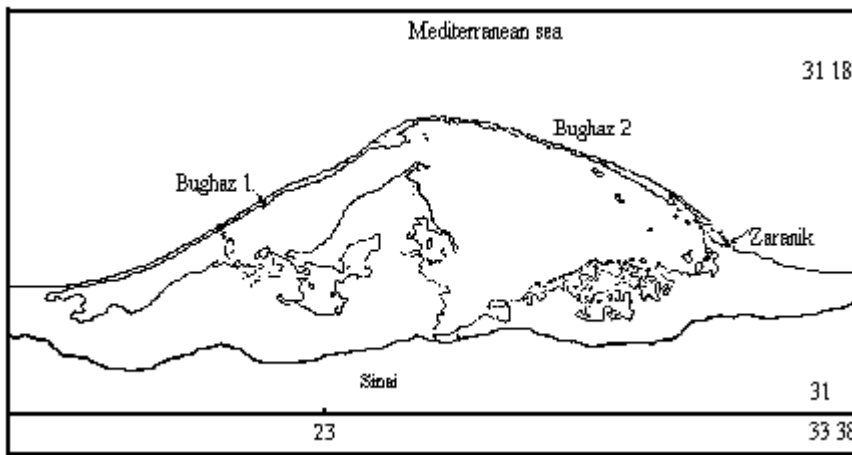 Mediterranean sea
31 18
Bughaz 2
Bughaz 1
Zaranik
Sinai
31
23
33 38